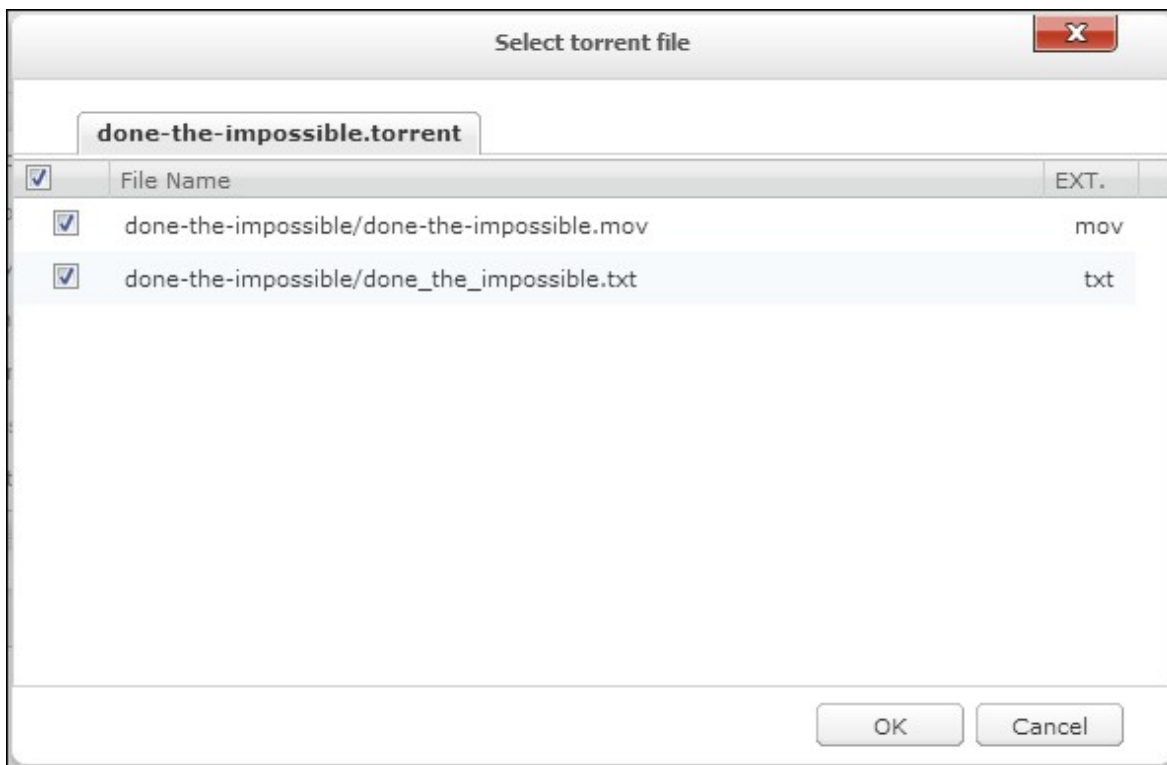 Select torrent file
done-the-impossible.torrent
File Name EXT.
done-the-impossible/done-the-impossible.mov mov
done-the-impossible/done_the_impossible.txt txt
OK Cancel